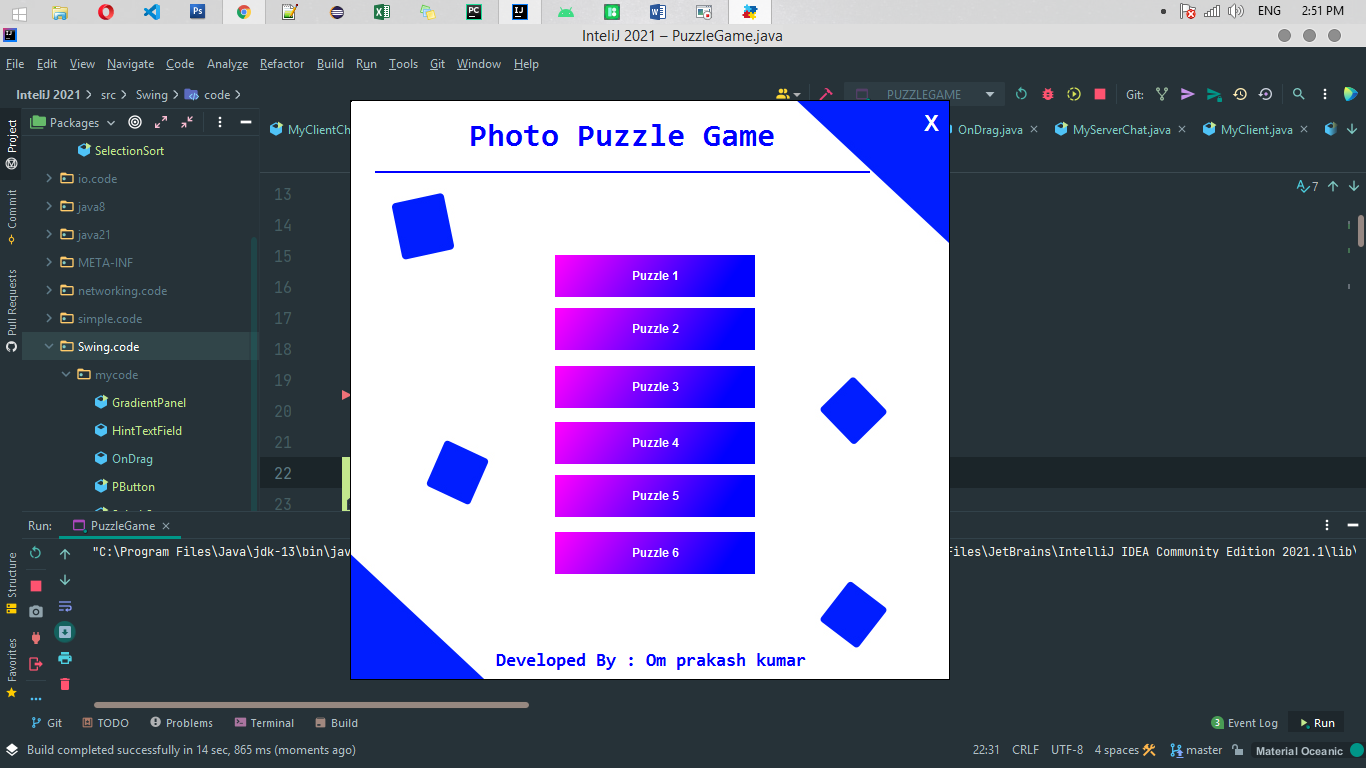 ENG 2:51 PM
InteliJ 2021 – PuzzleGame.java
File Edit View Navigate Code Analyze Refactor Build Run Tools Git Window Help
InteliJ 2021 src Swing code PUZZLEGAME Git:
Project
Packages
MyClientCh OnDrag.java MyServerChat.java MyClient.java
SelectionSort
io.code
java8
java21
META-INF
networking.code
simple.code
Swing.code
mycode
GradientPanel
HintTextField
OnDrag
PButton
Commit
Pull Requests
13
14
15
16
17
18
19
20
21
22
23
7
Photo Puzzle Game
X
Puzzle 1
Puzzle 2
Puzzle 3
Puzzle 4
Puzzle 5
Puzzle 6
Developed By : Om prakash kumar
Run: PuzzleGame
"C:\Program Files\Java\jdk-13\bin\jav Files\JetBrains\IntelliJ IDEA Community Edition 2021.1\lib\
Structure
Favorites
Git TODO Problems Terminal Build 3 Event Log Run
Build completed successfully in 14 sec, 865 ms (moments ago) 22:31 CRLF UTF-8 4 spaces master Material Oceanic